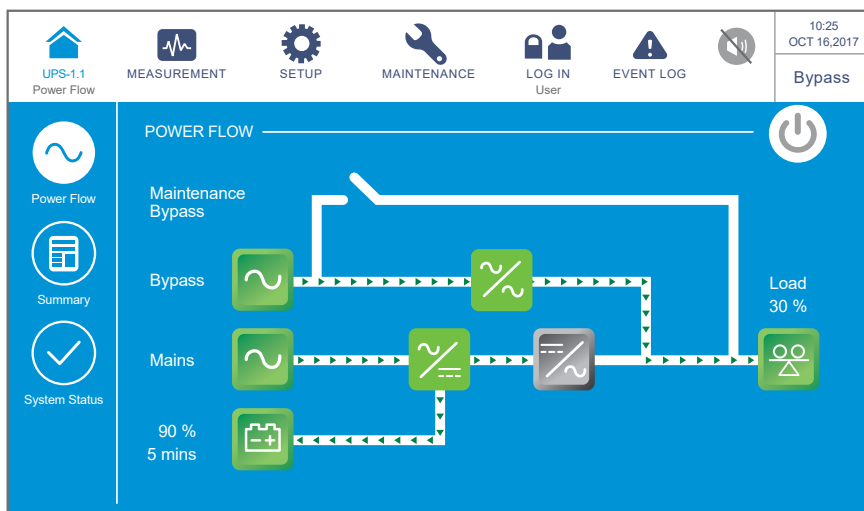 UPS-1.1
Power Flow
MEASUREMENT
SETUP
MAINTENANCE
LOG IN
User
EVENT LOG
10:25
OCT 16,2017
Bypass
Power Flow
Summary
System Status
POWER FLOW
Maintenance
Bypass
Bypass
Mains
90 %
5 mins
Load
30 %